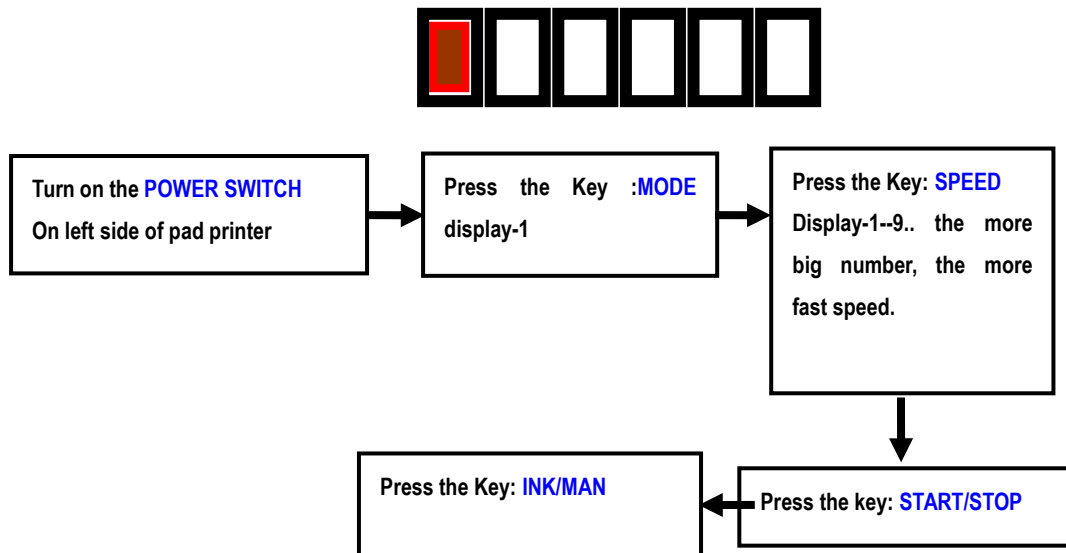 Turn on the POWER SWITCH
On left side of pad printer
Press the Key :MODE
display-1
Press the Key: SPEED
Display-1--9.. the more
big number, the more
fast speed.
Press the key: START/STOP
Press the Key: INK/MAN